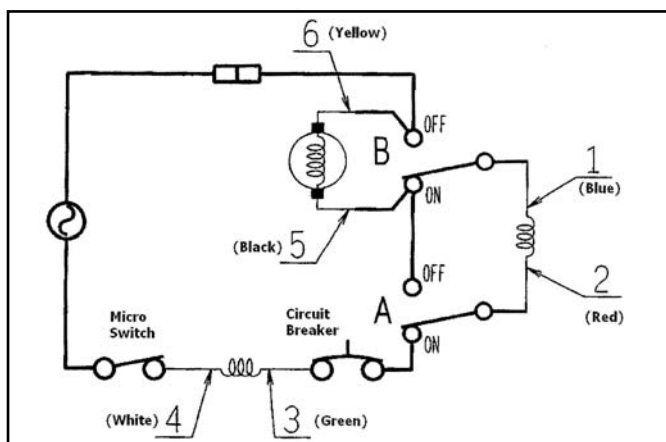 6 (Yellow)
OFF
B
ON
1
(Blue)
(Black) 5
OFF
2
(Red)
A
Micro
Switch
Circuit
Breaker
ON
(White) 4
3 (Green)